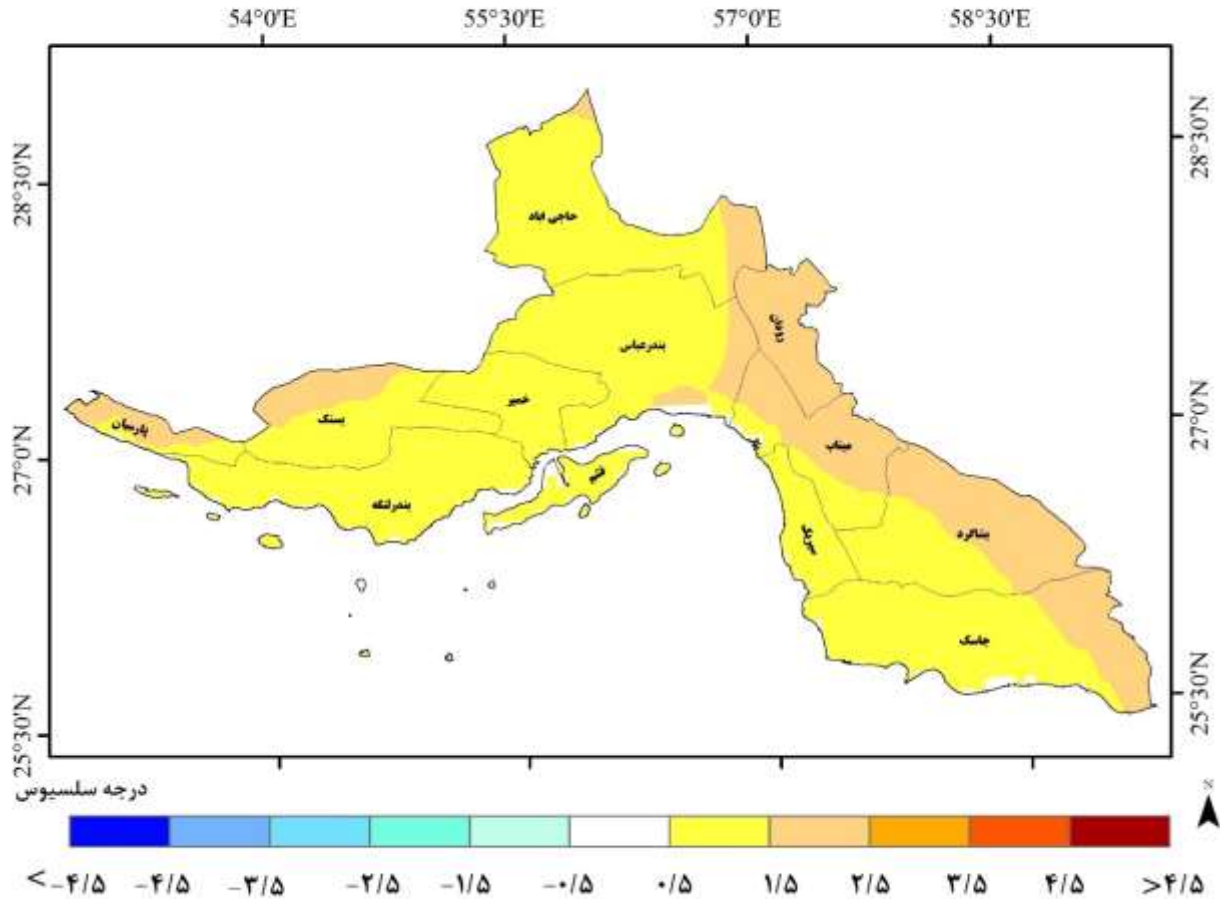 54°0'E 55°30'E 57°0'E 58°30'E
28°30'N
28°30'N
حاجی اباد
بندرعباس
رودان
خمیر
بستک
پارسیان
میناب
27°0'N
27°0'N
قشم
بندرلنگه
سیریک
بشاگرد
جاسک
25°30'N
25°30'N
درجه سلسیوس
N
< -۴/۵ -۴/۵ -۳/۵ -۲/۵ -۱/۵ -۰/۵ ۰/۵ ۱/۵ ۲/۵ ۳/۵ ۴/۵ >۴/۵